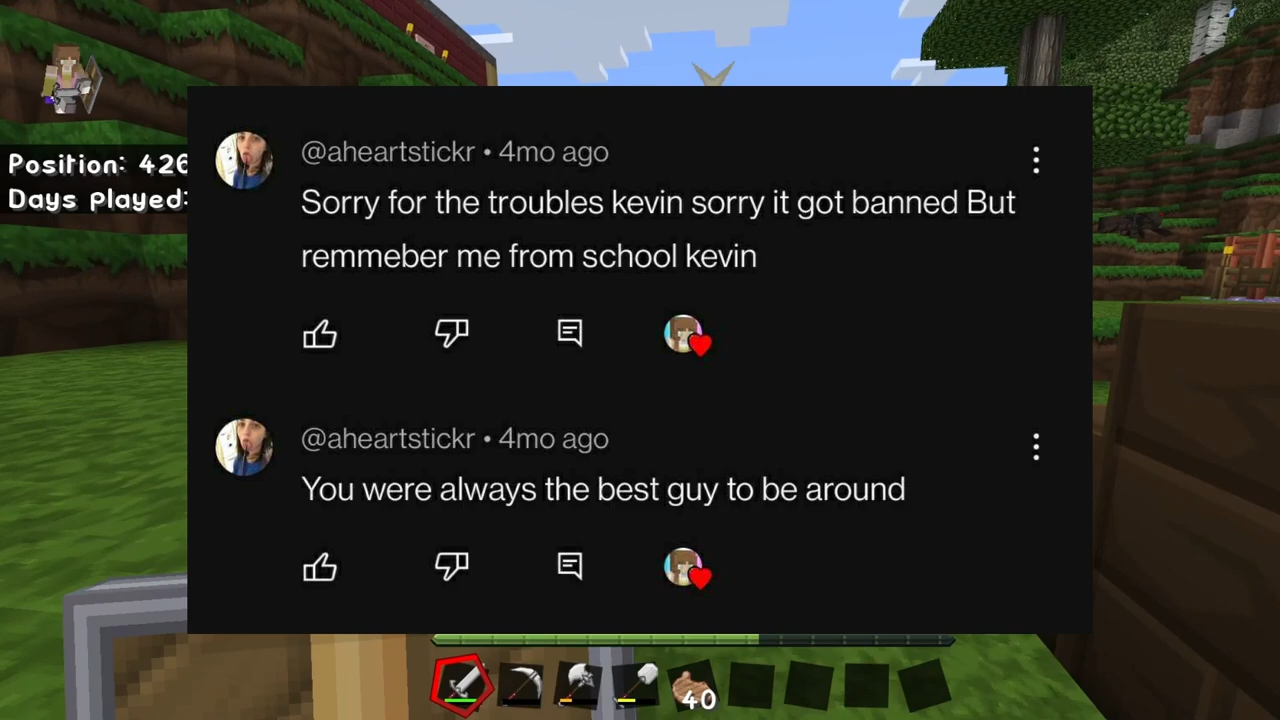 Position: 426
Days played:
@aheartstickr • 4mo ago
Sorry for the troubles kevin sorry it got banned But
remmeber me from school kevin
@aheartstickr • 4mo ago
You were always the best guy to be around
40